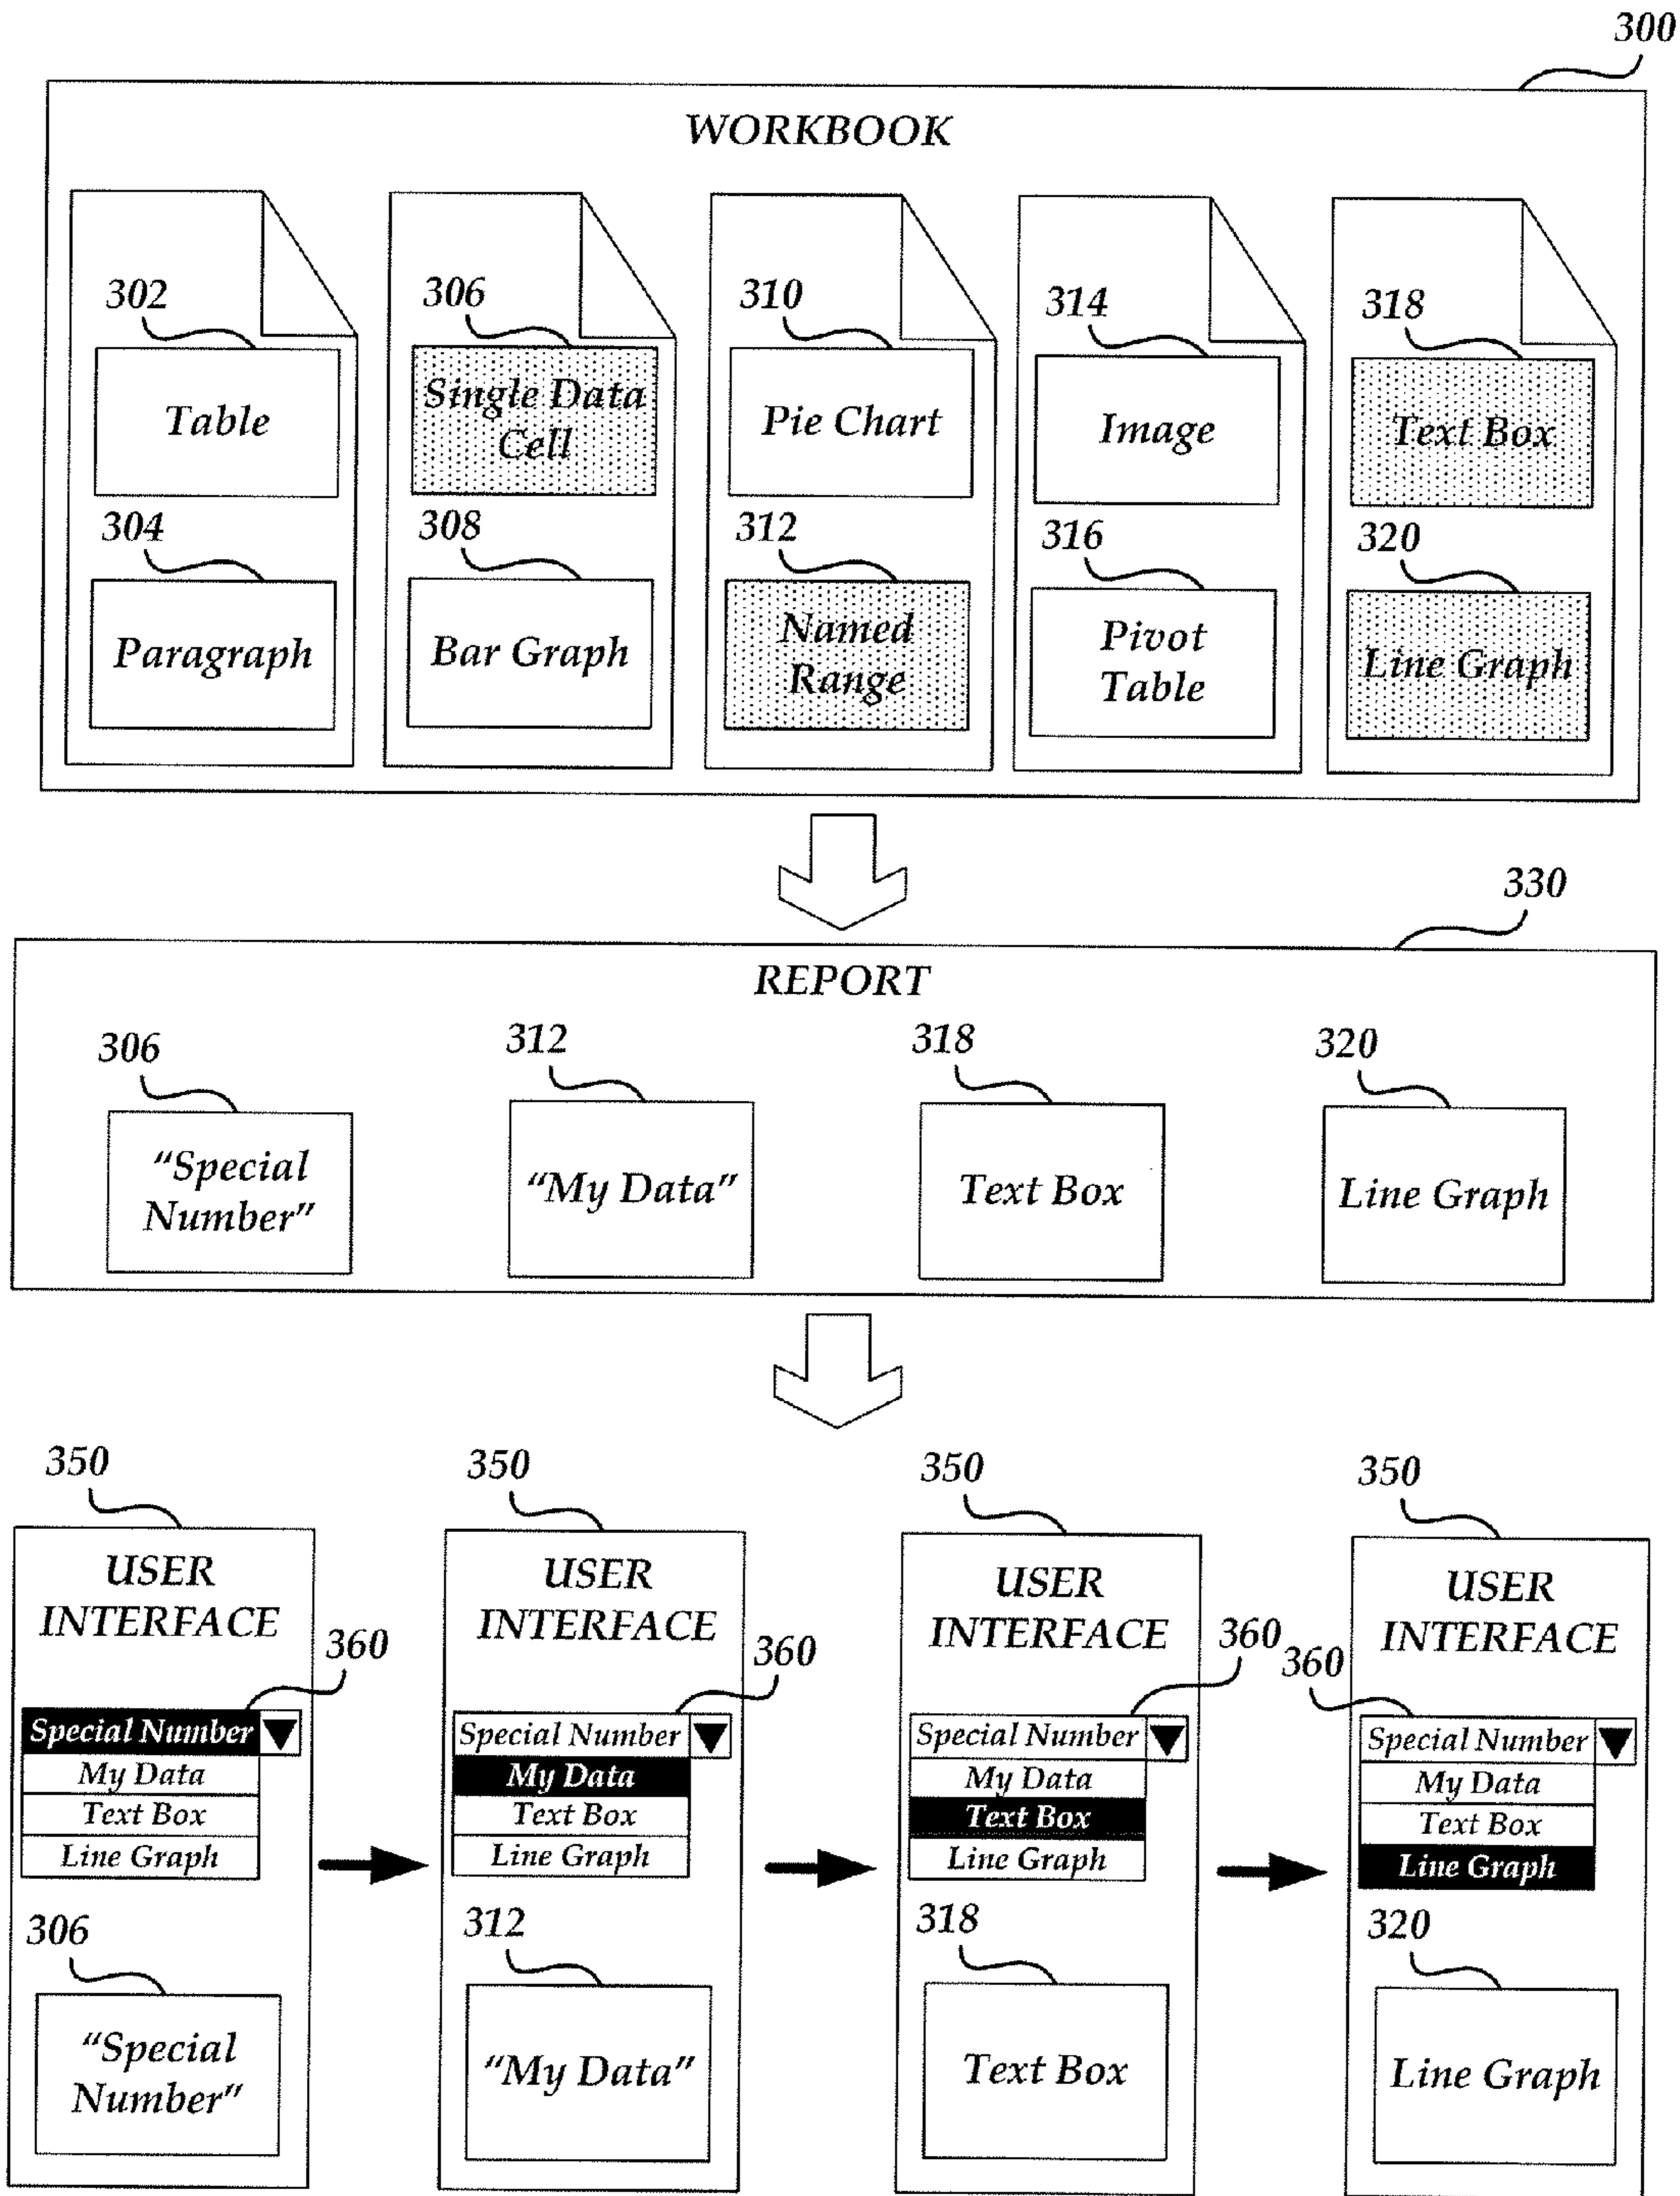 300
WORKBOOK
302
306
310
314
318
Table
Single Data
Cell
Pie Chart
Image
Text Box
304
308
312
316
320
Paragraph
Bar Graph
Named
Range
Pivot
Table
Line Graph
330
REPORT
306
312
318
320
“Special
Number”
“My Data”
Text Box
Line Graph
350
350
350
350
USER
INTERFACE
360
Special Number
My Data
Text Box
Line Graph
306
“Special
Number”
USER
INTERFACE
360
Special Number
My Data
Text Box
Line Graph
312
“My Data”
USER
INTERFACE
360
Special Number
My Data
Text Box
Line Graph
318
Text Box
USER
INTERFACE
360
Special Number
My Data
Text Box
Line Graph
320
Line Graph